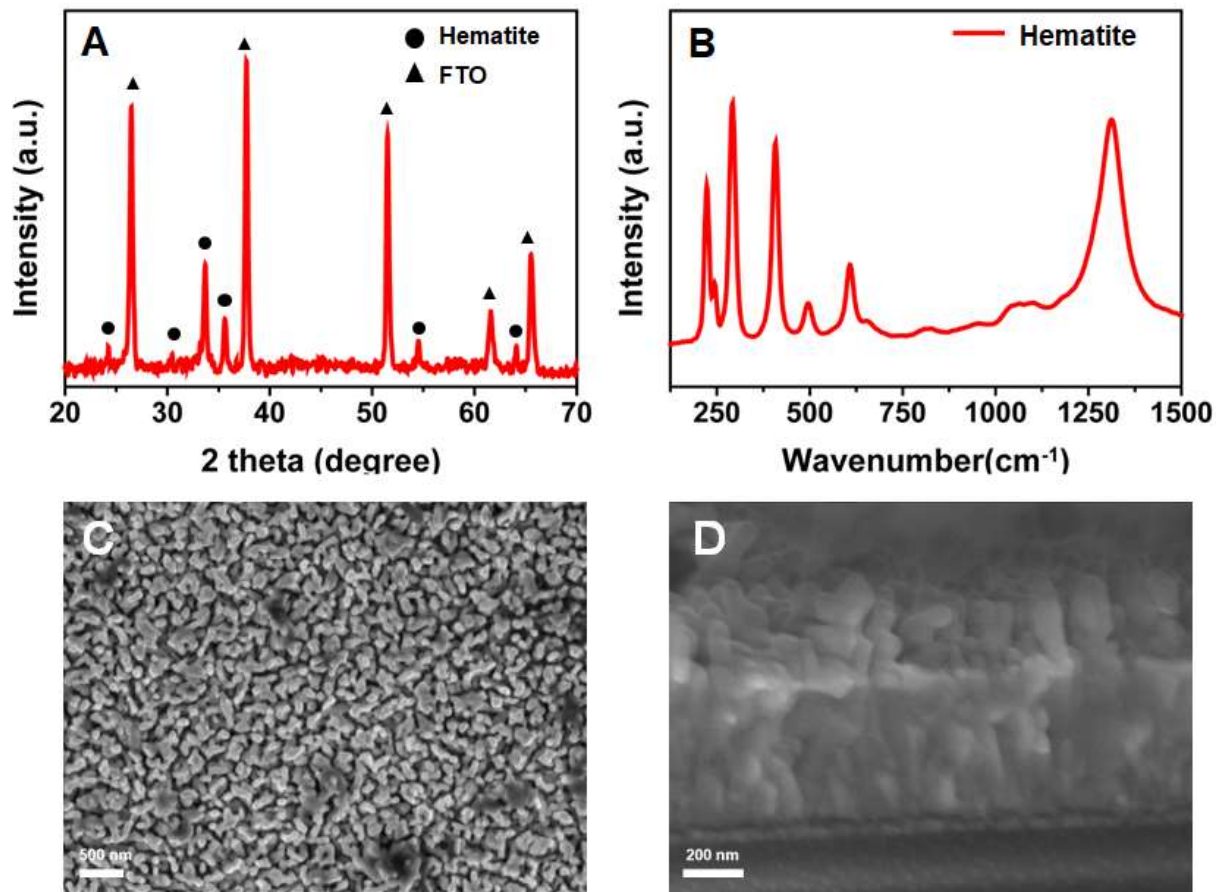 A
● Hematite
▲ FTO
Intensity (a.u.)
20 30 40 50 60 70
2 theta (degree)
B
Hematite
Intensity (a.u.)
250 500 750 1000 1250 1500
Wavenumber(cm⁻¹)
C
500 nm
D
200 nm